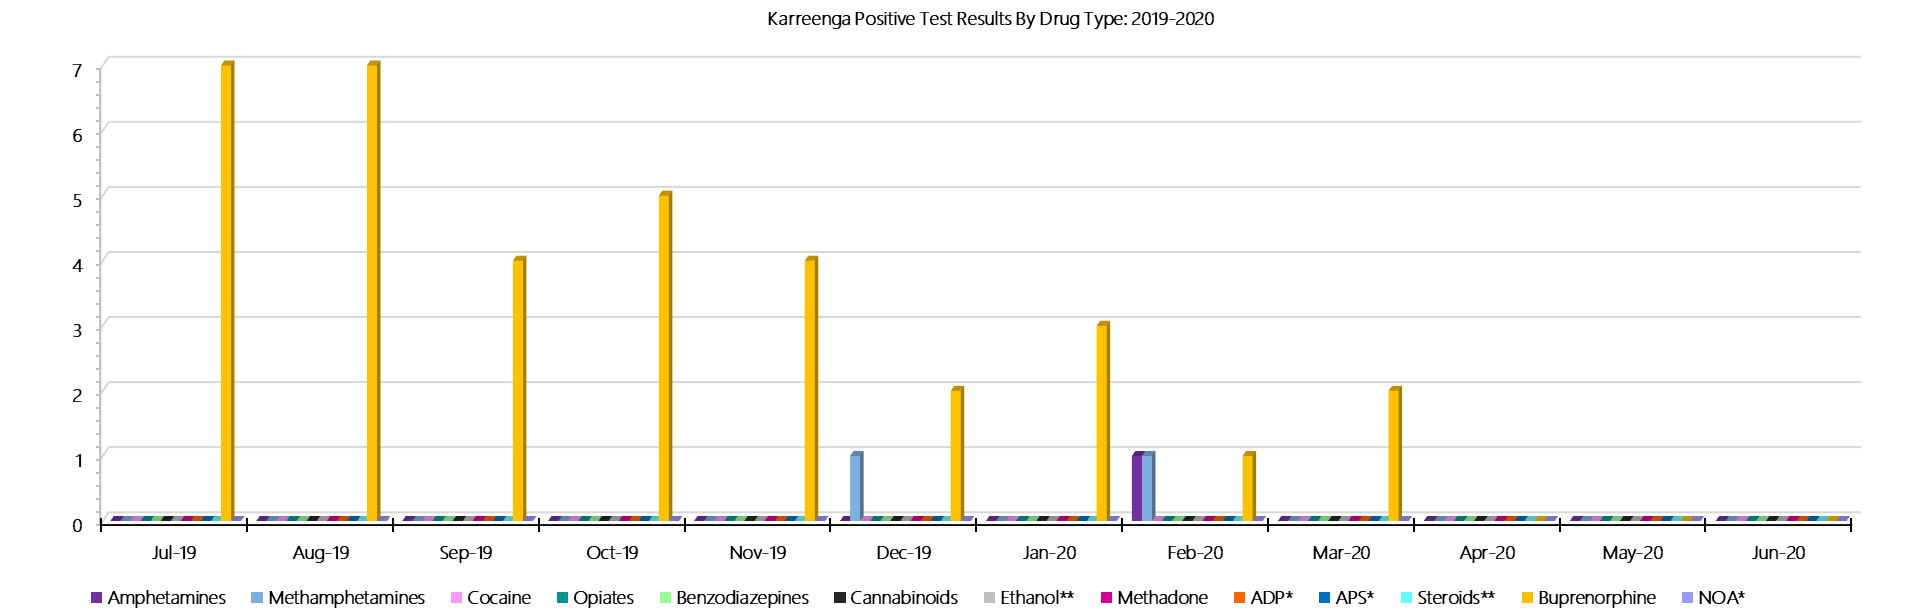 Karreenga Positive Test Results By Drug Type: 2019-2020
7
6
5
4
3
2
1
0
Jul-19 Aug-19 Sep-19 Oct-19 Nov-19 Dec-19 Jan-20 Feb-20 Mar-20 Apr-20 May-20 Jun-20
Amphetamines Methamphetamines Cocaine Opiates Benzodiazepines Cannabinoids Ethanol** Methadone ADP* APS* Steroids** Buprenorphine NOA*